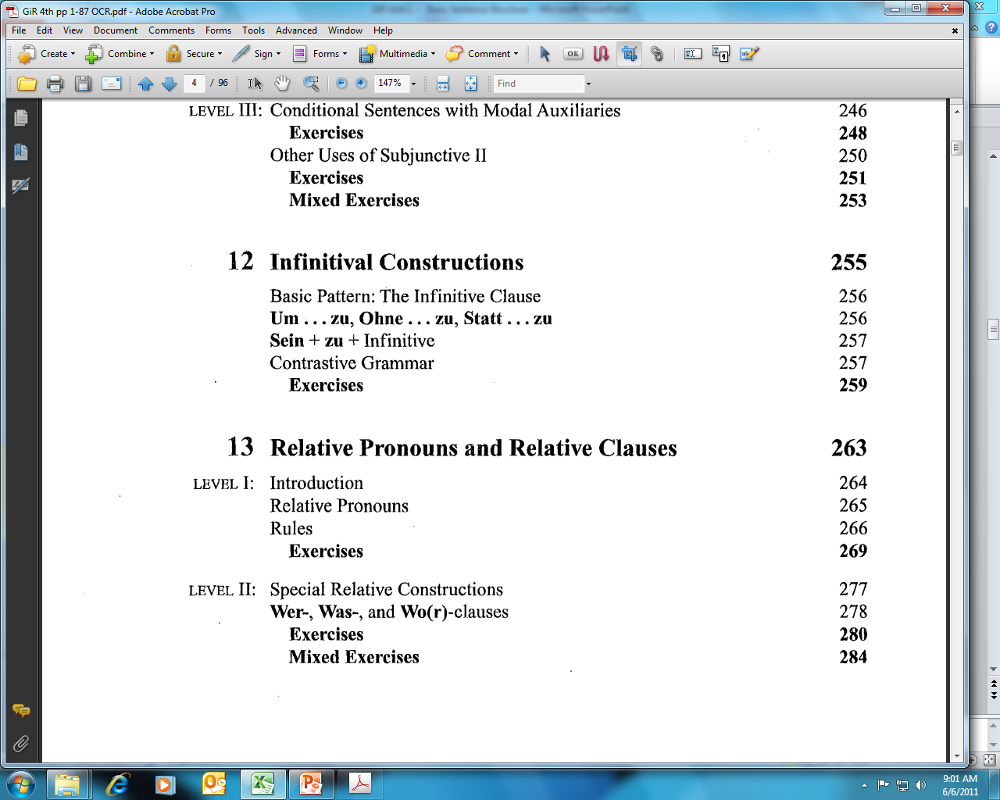 GiR 4th pp 1-87 OCR.pdf - Adobe Acrobat Pro
File Edit View Document Comments Forms Tools Advanced Window Help
Create Combine Secure Sign Forms Multimedia Comment OK
4 / 96 147% Find
LEVEL III: Conditional Sentences with Modal Auxiliaries 246
Exercises 248
Other Uses of Subjunctive II 250
Exercises 251
Mixed Exercises 253
12 Infinitival Constructions 255
Basic Pattern: The Infinitive Clause 256
Um . . . zu, Ohne . . . zu, Statt . . . zu 256
Sein + zu + Infinitive 257
Contrastive Grammar 257
Exercises 259
13 Relative Pronouns and Relative Clauses 263
LEVEL I: Introduction 264
Relative Pronouns 265
Rules 266
Exercises 269
LEVEL II: Special Relative Constructions 277
Wer-, Was-, and Wo(r)-clauses 278
Exercises 280
Mixed Exercises 284
9:01 AM
6/6/2011